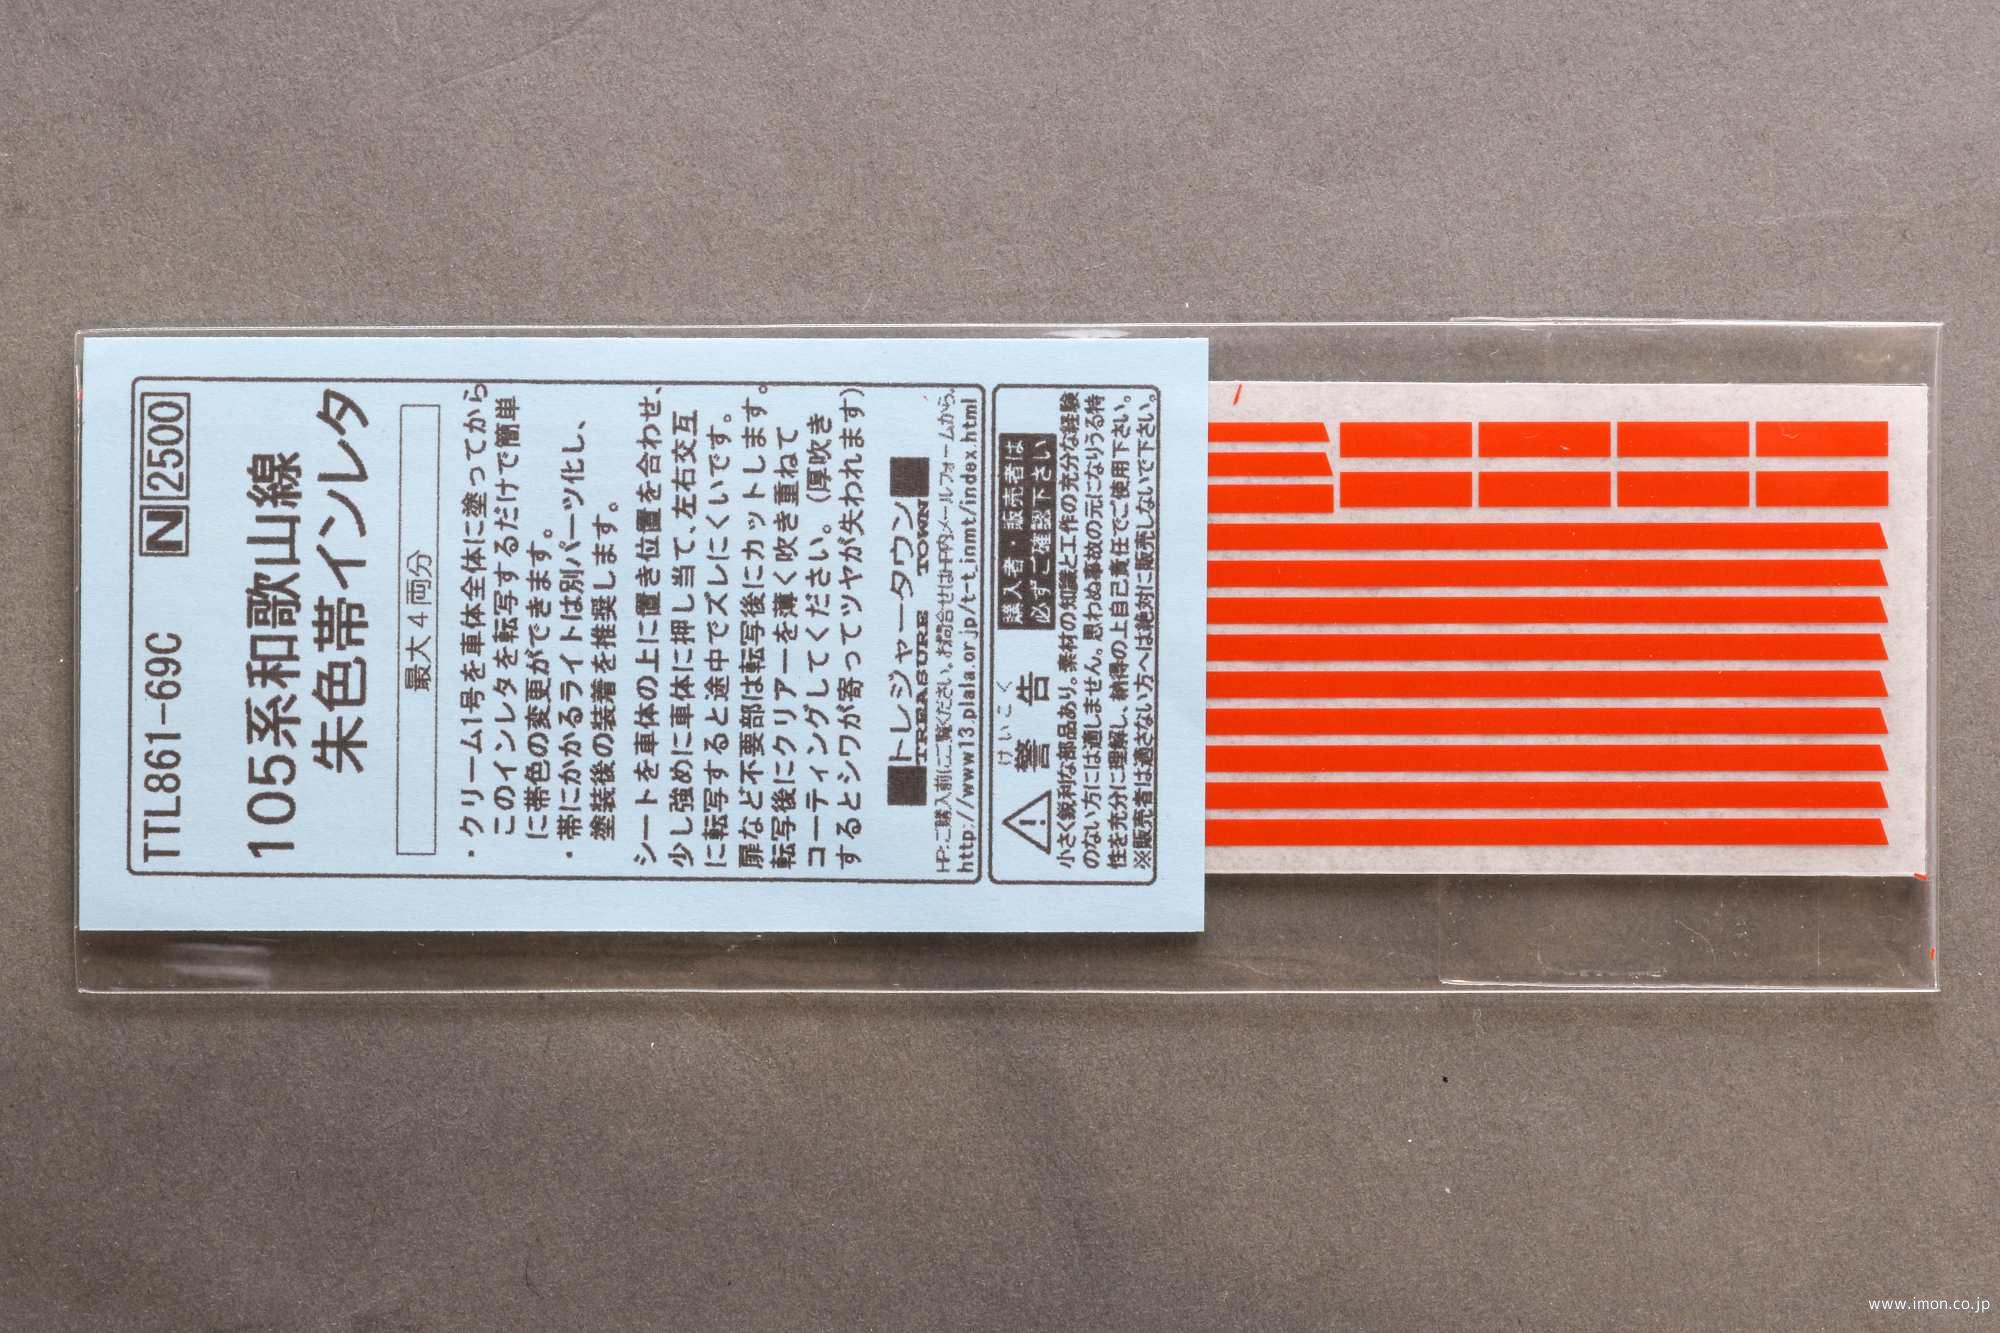 TTL861-69C N 2500
105系和歌山線
朱色帯インレタ
最大4両分
・クリーム1号を車体全体に塗ってから
このインレタを転写するだけで簡単
に帯色の変更ができます。
・帯にかかるライトは別パーツ化し、
塗装後の装着を推奨します。
シートを車体の上に置き位置を合わせ、
少し強めに車体に押し当て、左右交互
に転写すると途中でズレにくいです。
扉など不要部は転写後にカットします。
転写後にクリアーを薄く吹き重ねて
コーティングしてください。(厚吹き
するとシワが寄ってツヤが失われます)
トレジャータウン
TREASURE TOWN
HP:ご購入前にご覧ください。お問合せはHP内メールフォームから。
http://www13.plala.or.jp/t-t_inmt/index.html
けいこく
警告
購入者・販売者は
必ずご確認下さい
小さく鋭利な部品あり。素材の知識と工作の充分な経験
のない方には適しません。思わぬ事故の元になりうる特
性を充分に理解し、納得の上自己責任でご使用下さい。
※販売者は適さない方へは絶対に販売しないで下さい。
www.imon.co.jp